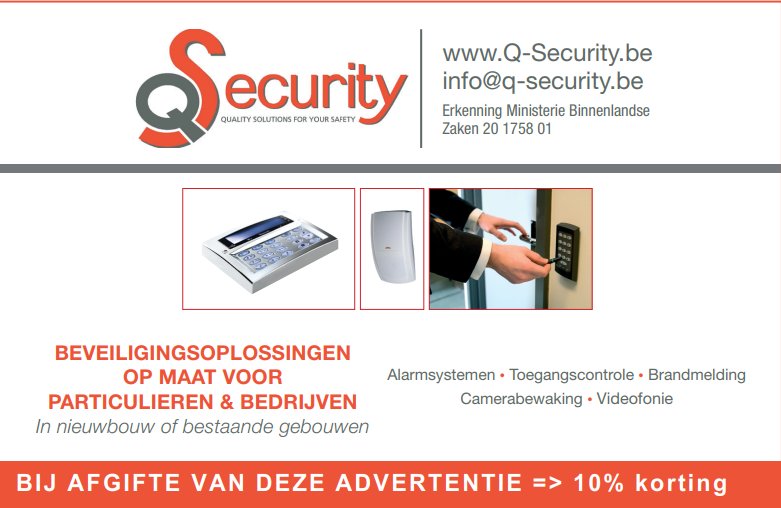 QSecurity
QUALITY SOLUTIONS FOR YOUR SAFETY
www.Q-Security.be
info@q-security.be
Erkenning Ministerie Binnenlandse
Zaken 20 1758 01
BEVEILIGINGSOPLOSSINGEN
OP MAAT VOOR
PARTICULIEREN & BEDRIJVEN
In nieuwbouw of bestaande gebouwen
Alarmsystemen • Toegangscontrole • Brandmelding
Camerabewaking • Videofonie
BIJ AFGIFTE VAN DEZE ADVERTENTIE => 10% korting